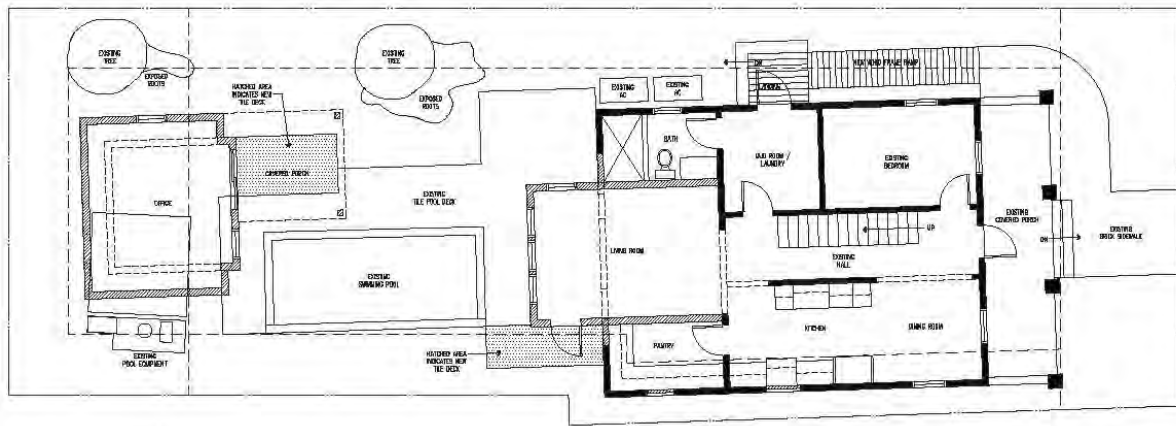 EXISTING
TREE
EXPOSED
ROOTS
HATCHED AREA
INDICATES NEW
TILE DECK
COVERED PORCH
OFFICE
EXISTING
POOL EQUIPMENT
EXISTING
TREE
EXPOSED
ROOTS
EXISTING
TILE POOL DECK
EXISTING
SWIMMING POOL
HATCHED AREA
INDICATES NEW
TILE DECK
EXISTING
AC
EXISTING
AC
BATH
LIVING ROOM
PANTRY
DN
LANDING
NEW WOOD FRAME RAMP
MUD ROOM /
LAUNDRY
EXISTING
BEDROOM
UP
EXISTING
HALL
KITCHEN
DINING ROOM
EXISTING
COVERED PORCH
DN
EXISTING
BRICK SIDEWALK